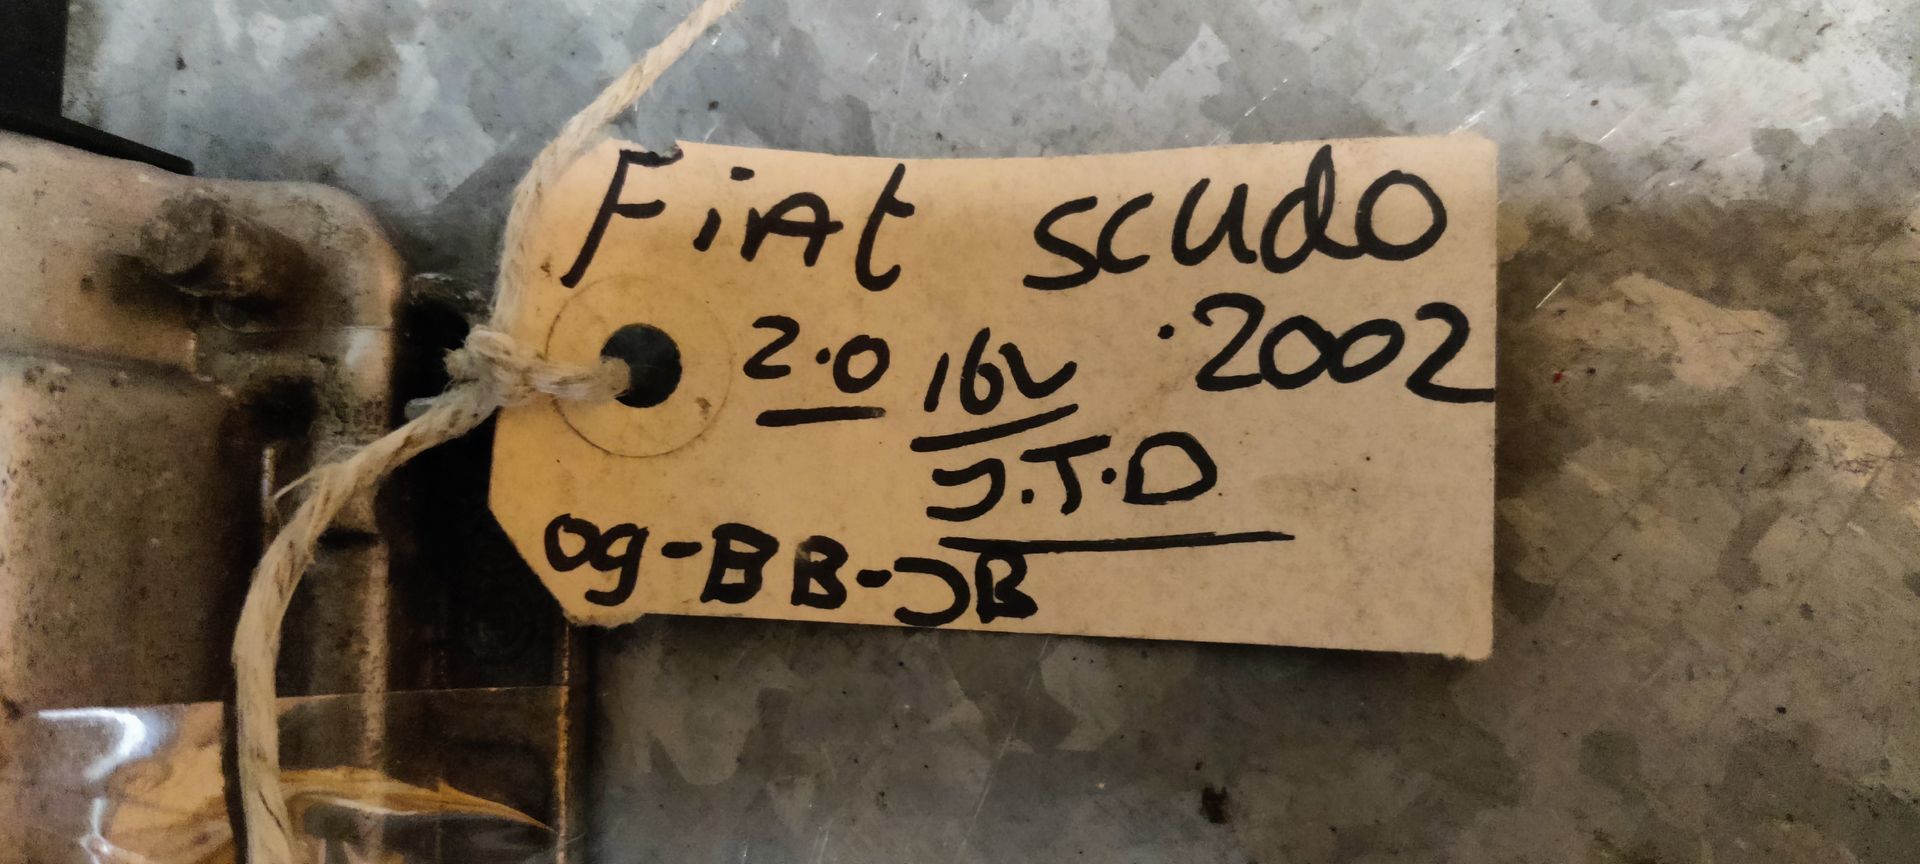 FiAt scudo
2.0 16V .2002
J.T.D
09-BB-JB